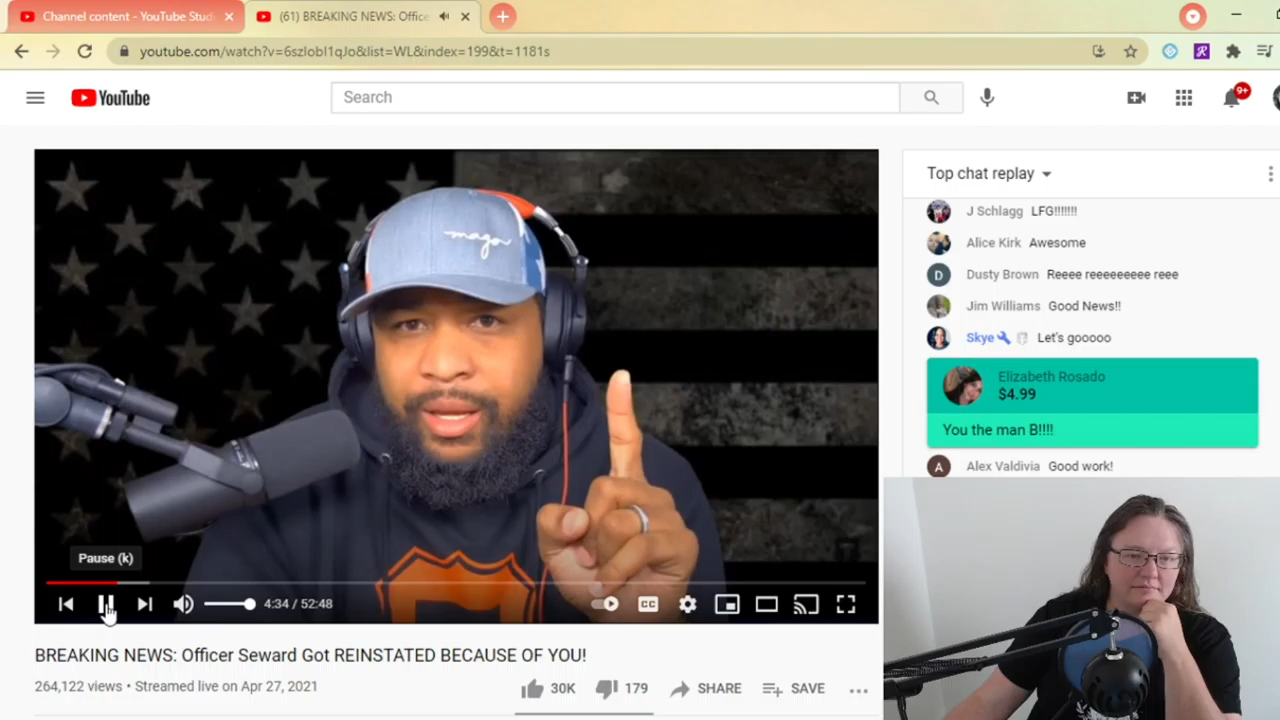 Channel content - YouTube Stud
(61) BREAKING NEWS: Office
youtube.com/watch?v=6szIobI1qJo&list=WL&index=199&t=1181s
YouTube
Search
9+
maga
Top chat replay
J Schlagg LFG!!!!!!!
Alice Kirk Awesome
D Dusty Brown Reeee reeeeeeeee reee
Jim Williams Good News!!
Skye Let's gooooo
Elizabeth Rosado
$4.99
You the man B!!!!
A Alex Valdivia Good work!
Pause (k)
4:34 / 52:48
CC
BREAKING NEWS: Officer Seward Got REINSTATED BECAUSE OF YOU!
264,122 views • Streamed live on Apr 27, 2021
30K 179 SHARE SAVE